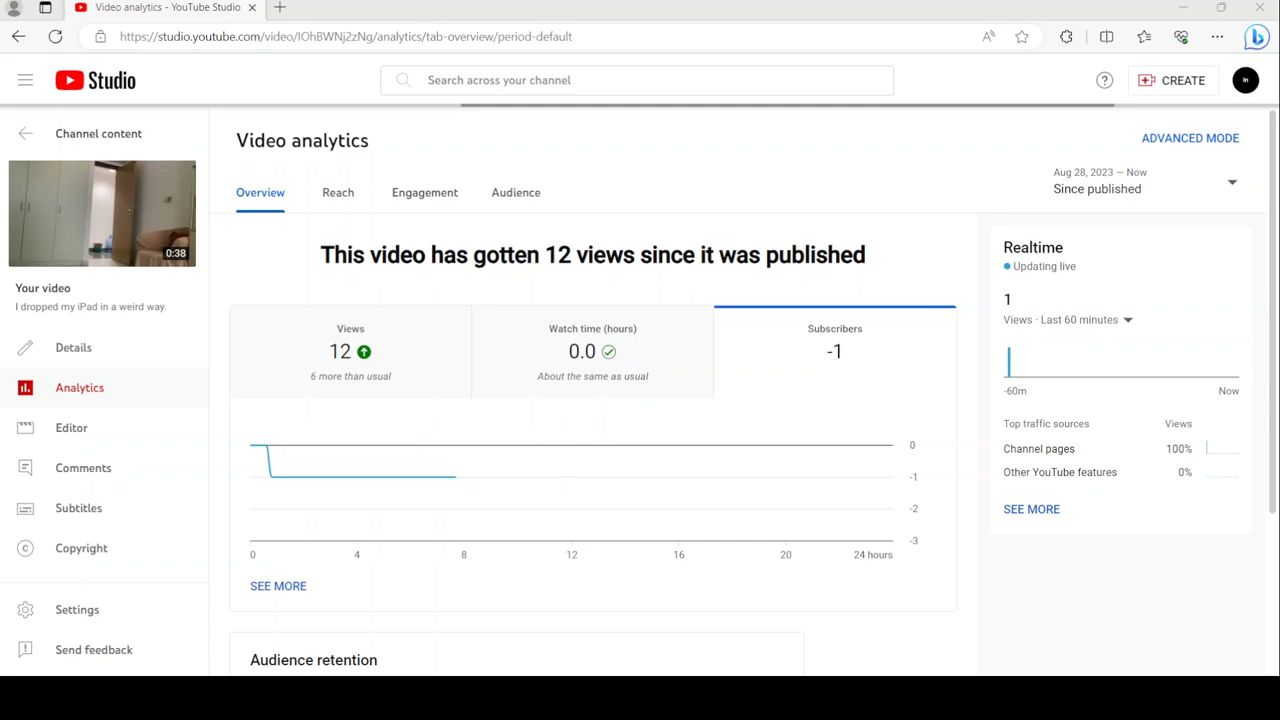 Video analytics - YouTube Studio
https://studio.youtube.com/video/IOhBWNj2zNg/analytics/tab-overview/period-default
Studio
Search across your channel
CREATE
in
Channel content
0:38
Your video
I dropped my iPad in a weird way.
Details
Analytics
Editor
Comments
Subtitles
Copyright
Settings
Send feedback
Video analytics
ADVANCED MODE
Overview
Reach
Engagement
Audience
Aug 28, 2023 – Now
Since published
This video has gotten 12 views since it was published
Views
12
6 more than usual
Watch time (hours)
0.0
About the same as usual
Subscribers
-1
0
-1
-2
-3
0 4 8 12 16 20 24 hours
SEE MORE
Audience retention
Realtime
Updating live
1
Views · Last 60 minutes
-60m Now
Top traffic sources Views
Channel pages 100%
Other YouTube features 0%
SEE MORE